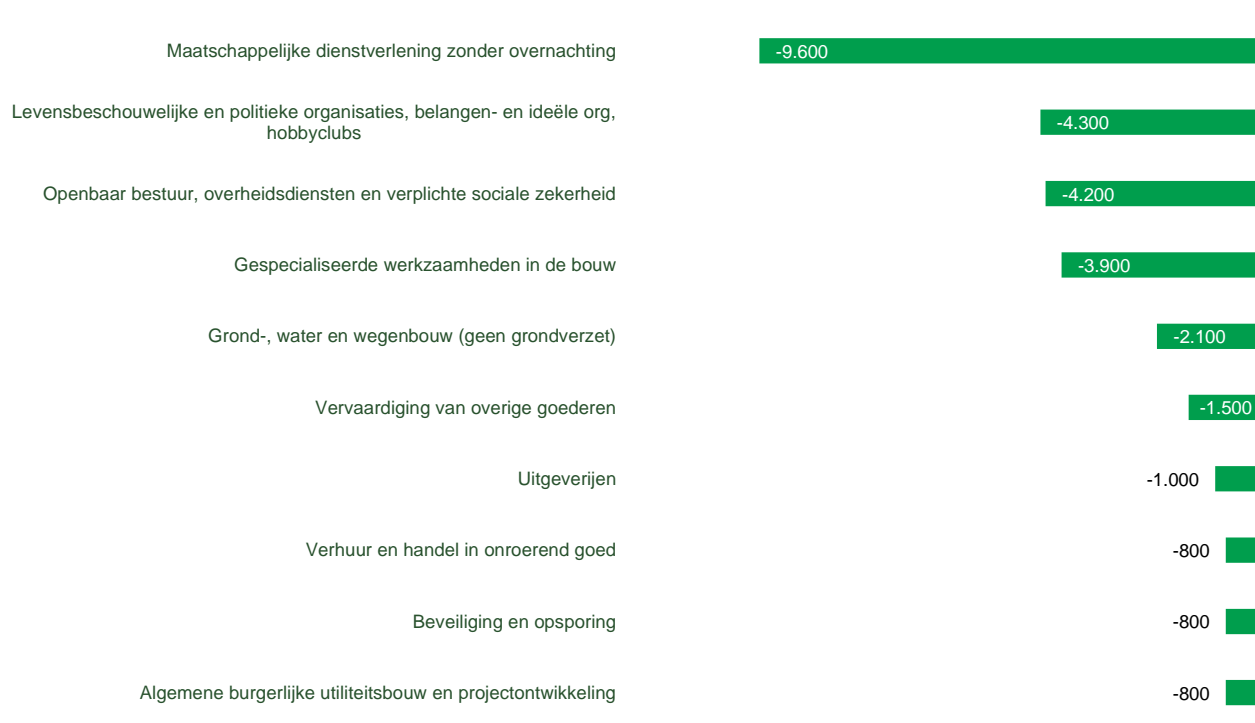 Maatschappelijke dienstverlening zonder overnachting
-9.600
Levensbeschouwelijke en politieke organisaties, belangen- en ideële org,
hobbyclubs
-4.300
Openbaar bestuur, overheidsdiensten en verplichte sociale zekerheid
-4.200
Gespecialiseerde werkzaamheden in de bouw
-3.900
Grond-, water en wegenbouw (geen grondverzet)
-2.100
Vervaardiging van overige goederen
-1.500
Uitgeverijen
-1.000
Verhuur en handel in onroerend goed
-800
Beveiliging en opsporing
-800
Algemene burgerlijke utiliteitsbouw en projectontwikkeling
-800